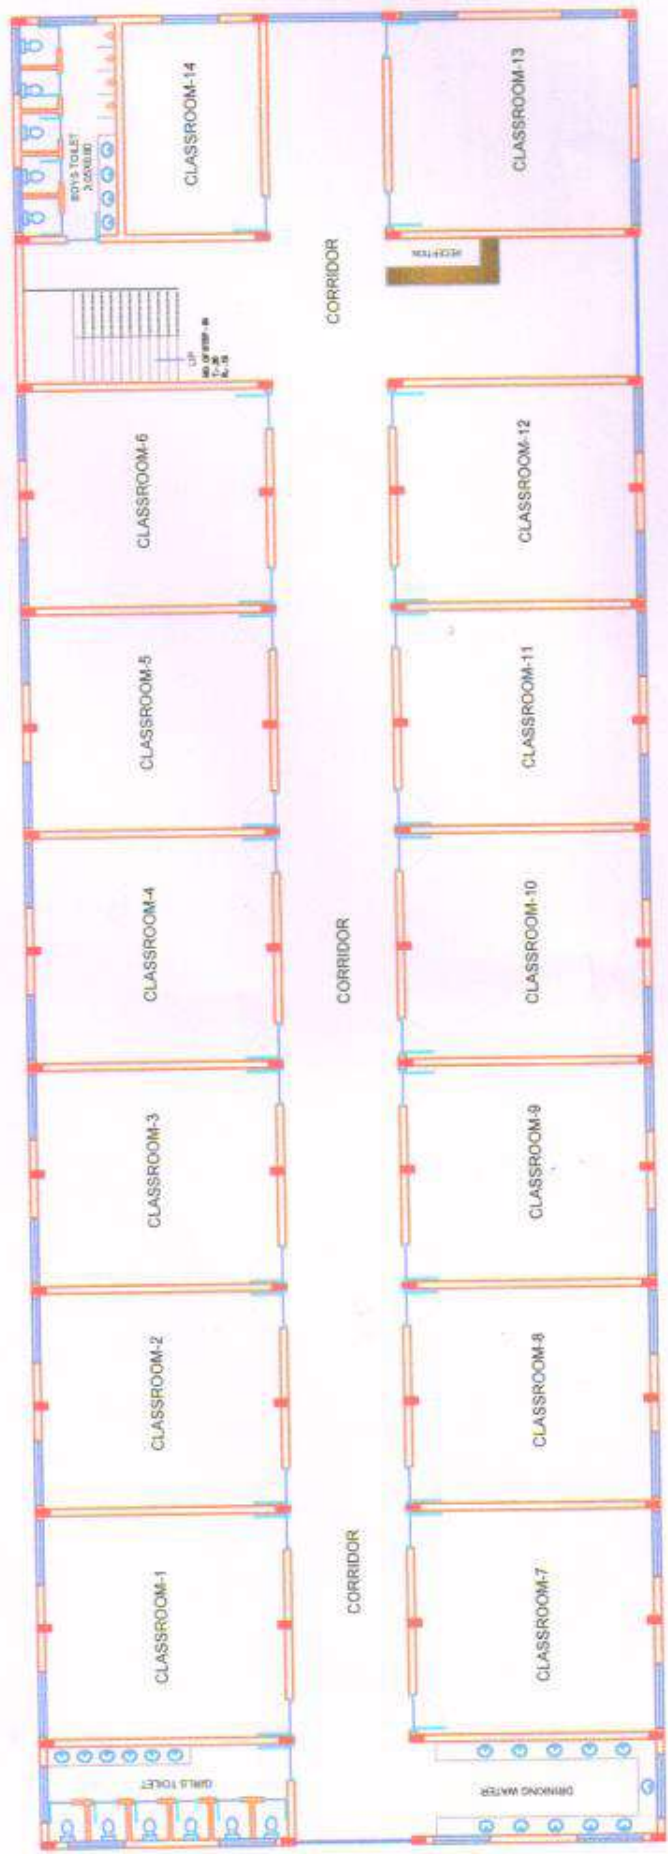 CLASSROOM-14
CLASSROOM-13
BOYS TOILET
CORRIDOR
RECEPTION
UP
CLASSROOM-6
CLASSROOM-12
CLASSROOM-5
CLASSROOM-11
CLASSROOM-4
CORRIDOR
CLASSROOM-10
CLASSROOM-3
CLASSROOM-9
CLASSROOM-2
CLASSROOM-8
CLASSROOM-1
CORRIDOR
CLASSROOM-7
GIRLS TOILET
DRINKING WATER